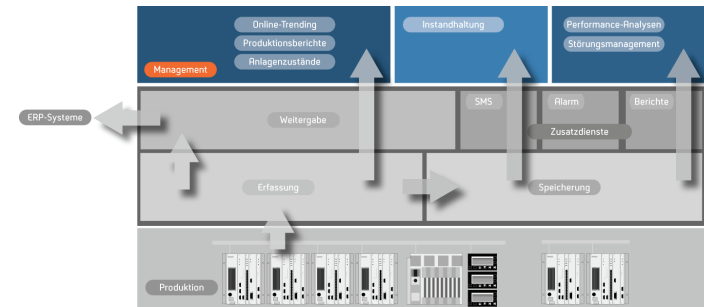 Online-Trending
Produktionsberichte
Anlagenzustände
Management
Instandhaltung
Performance-Analysen
Störungsmanagement
ERP-Systeme
Weitergabe
SMS
Alarm
Berichte
Zusatzdienste
Erfassung
Speicherung
Produktion